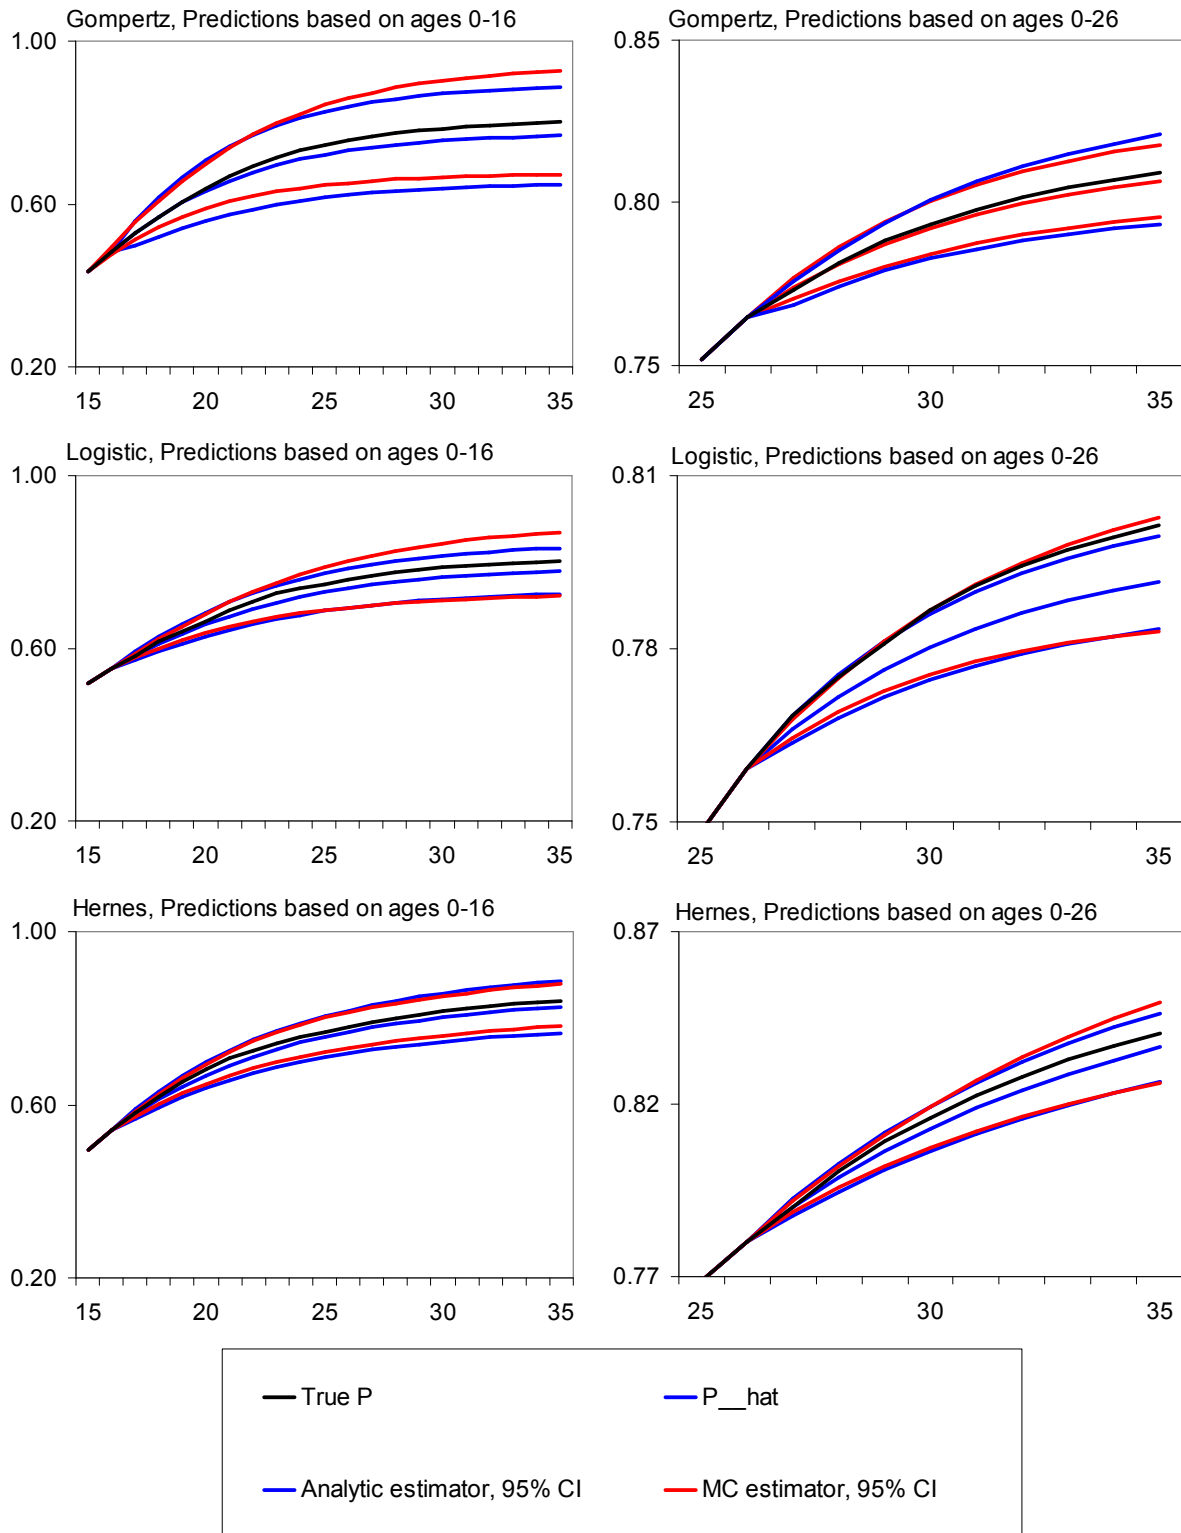 Gompertz, Predictions based on ages 0-16
1.00
0.60
0.20
15 20 25 30 35
Gompertz, Predictions based on ages 0-26
0.85
0.80
0.75
25 30 35
Logistic, Predictions based on ages 0-16
1.00
0.60
0.20
15 20 25 30 35
Logistic, Predictions based on ages 0-26
0.81
0.78
0.75
25 30 35
Hernes, Predictions based on ages 0-16
1.00
0.60
0.20
15 20 25 30 35
Hernes, Predictions based on ages 0-26
0.87
0.82
0.77
25 30 35
True P
P__hat
Analytic estimator, 95% CI
MC estimator, 95% CI